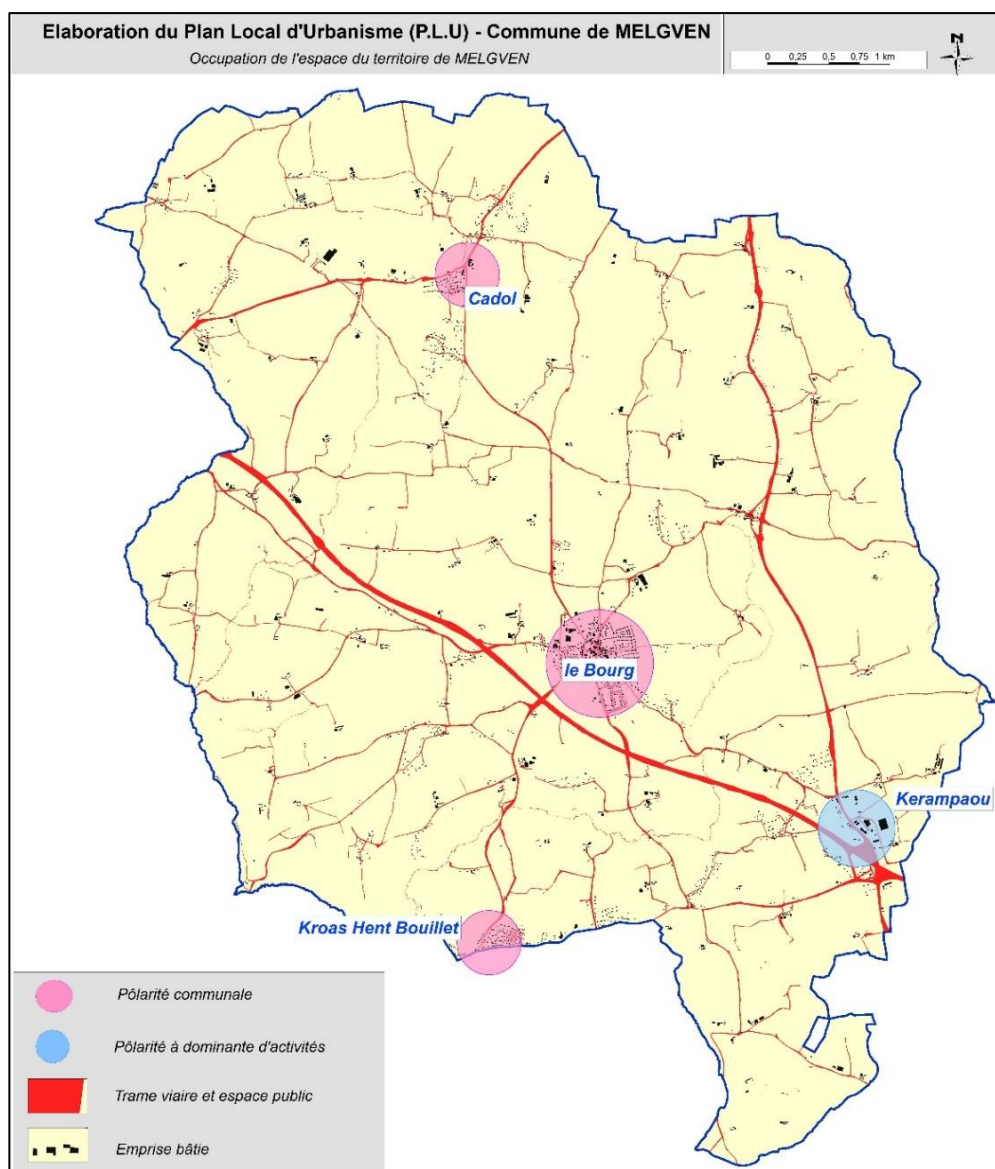 Elaboration du Plan Local d'Urbanisme (P.L.U) - Commune de MELGVEN
Occupation de l'espace du territoire de MELGVEN
N
0 0,25 0,5 0,75 1 km
Cadol
le Bourg
Kerampaou
Kroas Hent Bouillet
Pôlarité communale
Pôlarité à dominante d'activités
Trame viaire et espace public
Emprise bâtie